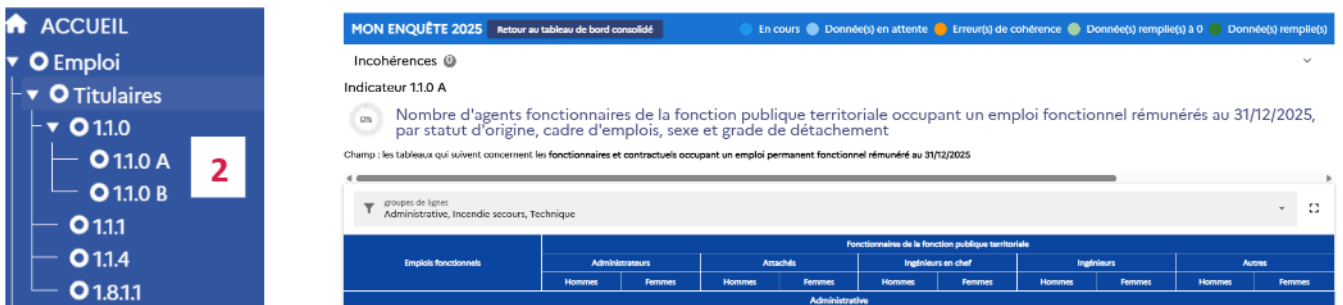 ACCUEIL
Emploi
Titulaires
1.1.0
1.1.0 A
1.1.0 B
1.1.1
1.1.4
1.8.1.1
2
MON ENQUÊTE 2025 Retour au tableau de bord consolidé En cours Donnée(s) en attente Erreur(s) de cohérence Donnée(s) remplie(s) à 0 Donnée(s) remplie(s)
Incohérences 0
Indicateur 1.1.0 A
0% Nombre d'agents fonctionnaires de la fonction publique territoriale occupant un emploi fonctionnel rémunérés au 31/12/2025,
par statut d'origine, cadre d'emplois, sexe et grade de détachement
Champ : les tableaux qui suivent concernent les fonctionnaires et contractuels occupant un emploi permanent fonctionnel rémunéré au 31/12/2025
groupes de lignes
Administrative, Incendie secours, Technique
Fonctionnaires de la fonction publique territoriale
Emplois fonctionnels Administrateurs Attachés Ingénieurs en chef Ingénieurs Autres
Hommes Femmes Hommes Femmes Hommes Femmes Hommes Femmes Hommes Femmes
Administrative